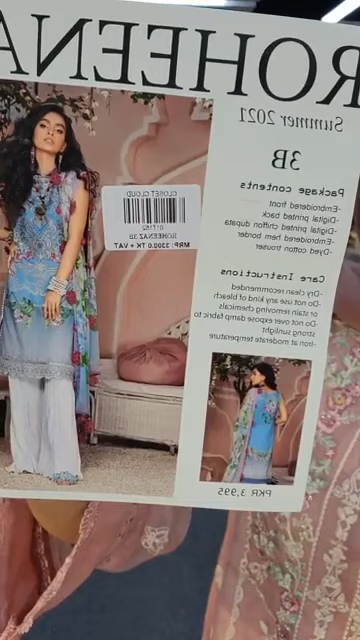 ROHEENA
Summer 2021
3B
Package contents
-Embroidered front
-Digital printed back
-Digital printed chiffon dupata
-Embroidered hem border
-Dyed cotton trouser
Care Instructions
-Dry clean recommended
-Do not use any kind of bleach
or stain removing chemicals
-Do not over expose damp fabric to
strong sunlight
-Iron moderate temperature
PKR 3,995
CLOSET CLOUD
017152
ROHEENAZ 3B
MRP: 3300.0 TK + VAT